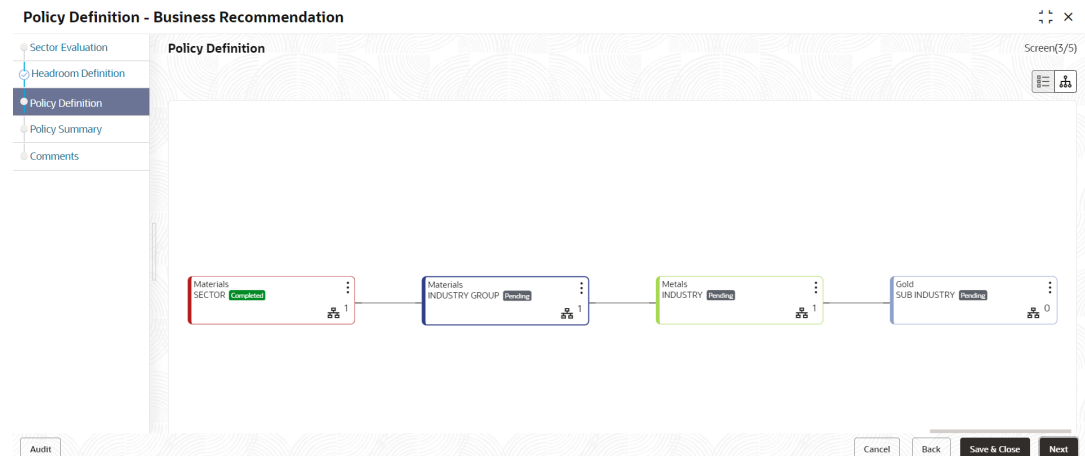 Policy Definition - Business Recommendation
Sector Evaluation
Headroom Definition
Policy Definition
Policy Summary
Comments
Policy Definition
Screen(3/5)
Materials
SECTOR Completed
1
Materials
INDUSTRY GROUP Pending
1
Metals
INDUSTRY Pending
1
Gold
SUB INDUSTRY Pending
0
Audit
Cancel
Back
Save & Close
Next